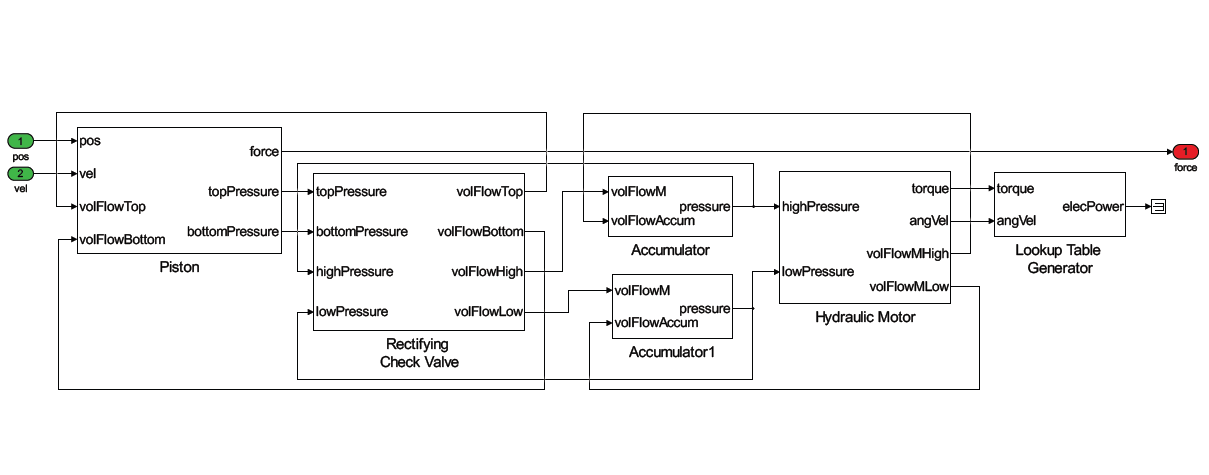 1
pos
2
vel
pos
vel
volFlowTop
volFlowBottom
force
topPressure
bottomPressure
Piston
topPressure
bottomPressure
highPressure
lowPressure
volFlowTop
volFlowBottom
volFlowHigh
volFlowLow
Rectifying
Check Valve
volFlowM
volFlowAccum
pressure
Accumulator
volFlowM
volFlowAccum
pressure
Accumulator1
highPressure
lowPressure
torque
angVel
volFlowMHigh
volFlowMLow
Hydraulic Motor
torque
angVel
elecPower
Lookup Table
Generator
1
force